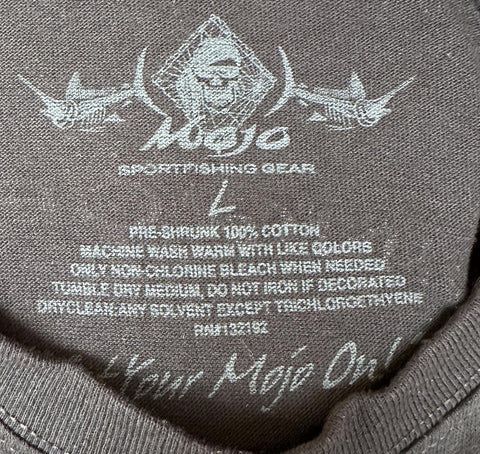 MOJO
SPORTFISHING GEAR
L
PRE-SHRUNK 100% COTTON
MACHINE WASH WARM WITH LIKE COLORS
ONLY NON-CHLORINE BLEACH WHEN NEEDED
TUMBLE DRY MEDIUM, DO NOT IRON IF DECORATED
DRYCLEAN:ANY SOLVENT EXCEPT TRICHLOROETHYENE
RN#132192
Your Mojo On!